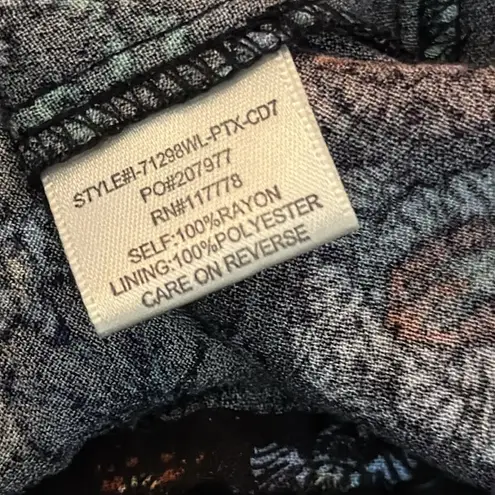 STYLE#I-71298WL-PTX-CD7
PO#207977
RN#117778
SELF:100%RAYON
LINING:100%POLYESTER
CARE ON REVERSE